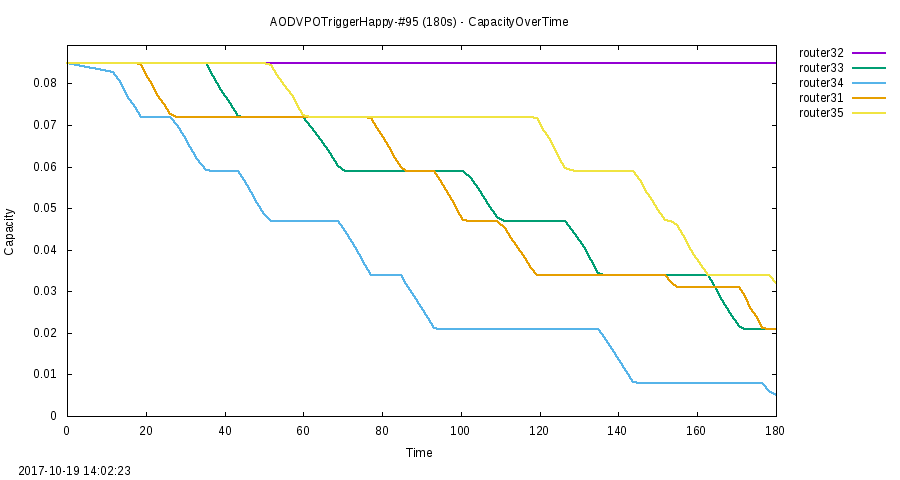 AODVPOTriggerHappy-#95 (180s) - CapacityOverTime
router32
router33
router34
router31
router35
Capacity
0.08
0.07
0.06
0.05
0.04
0.03
0.02
0.01
0
0 20 40 60 80 100 120 140 160 180
Time
2017-10-19 14:02:23